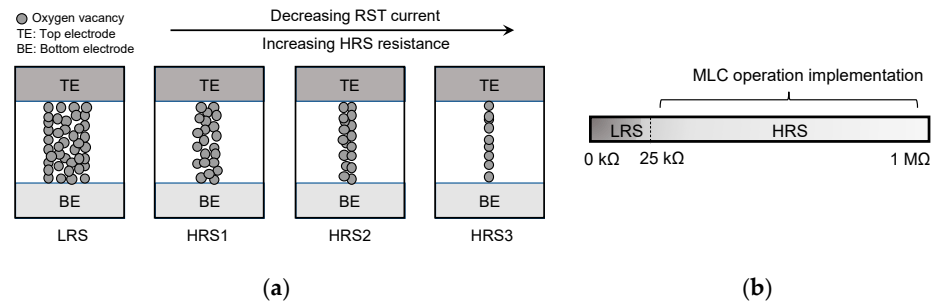 Oxygen vacancy
TE: Top electrode
BE: Bottom electrode
Decreasing RST current
Increasing HRS resistance
TE TE TE TE
BE BE BE BE
LRS HRS1 HRS2 HRS3
(a)
MLC operation implementation
LRS HRS
0 kΩ 25 kΩ 1 MΩ
(b)